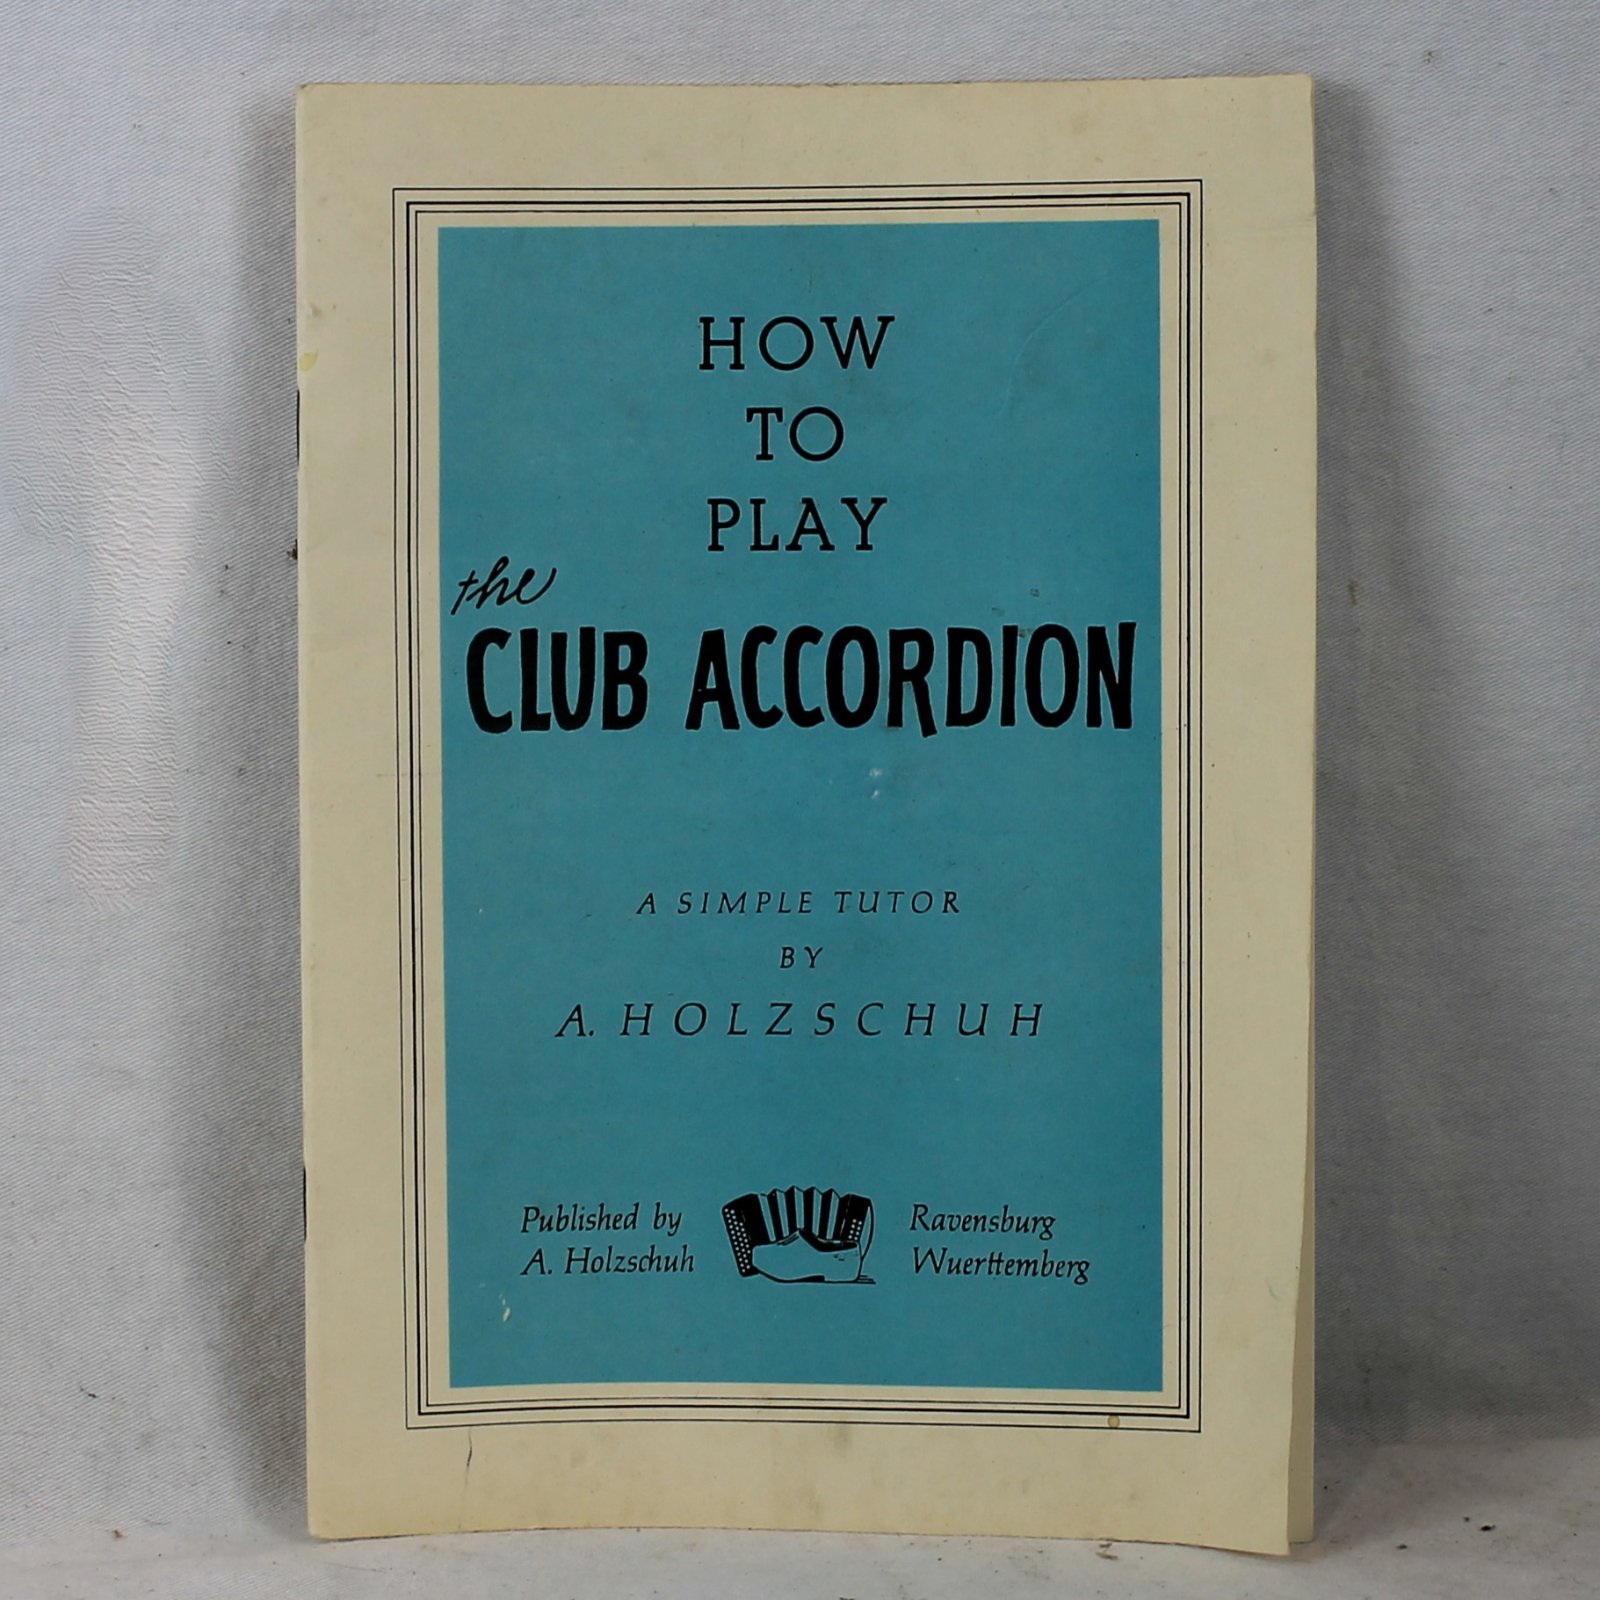 HOW
TO
PLAY
the
CLUB ACCORDION
A SIMPLE TUTOR
BY
A. HOLZSCHUH
Published by
A. Holzschuh
Ravensburg
Wuerttemberg